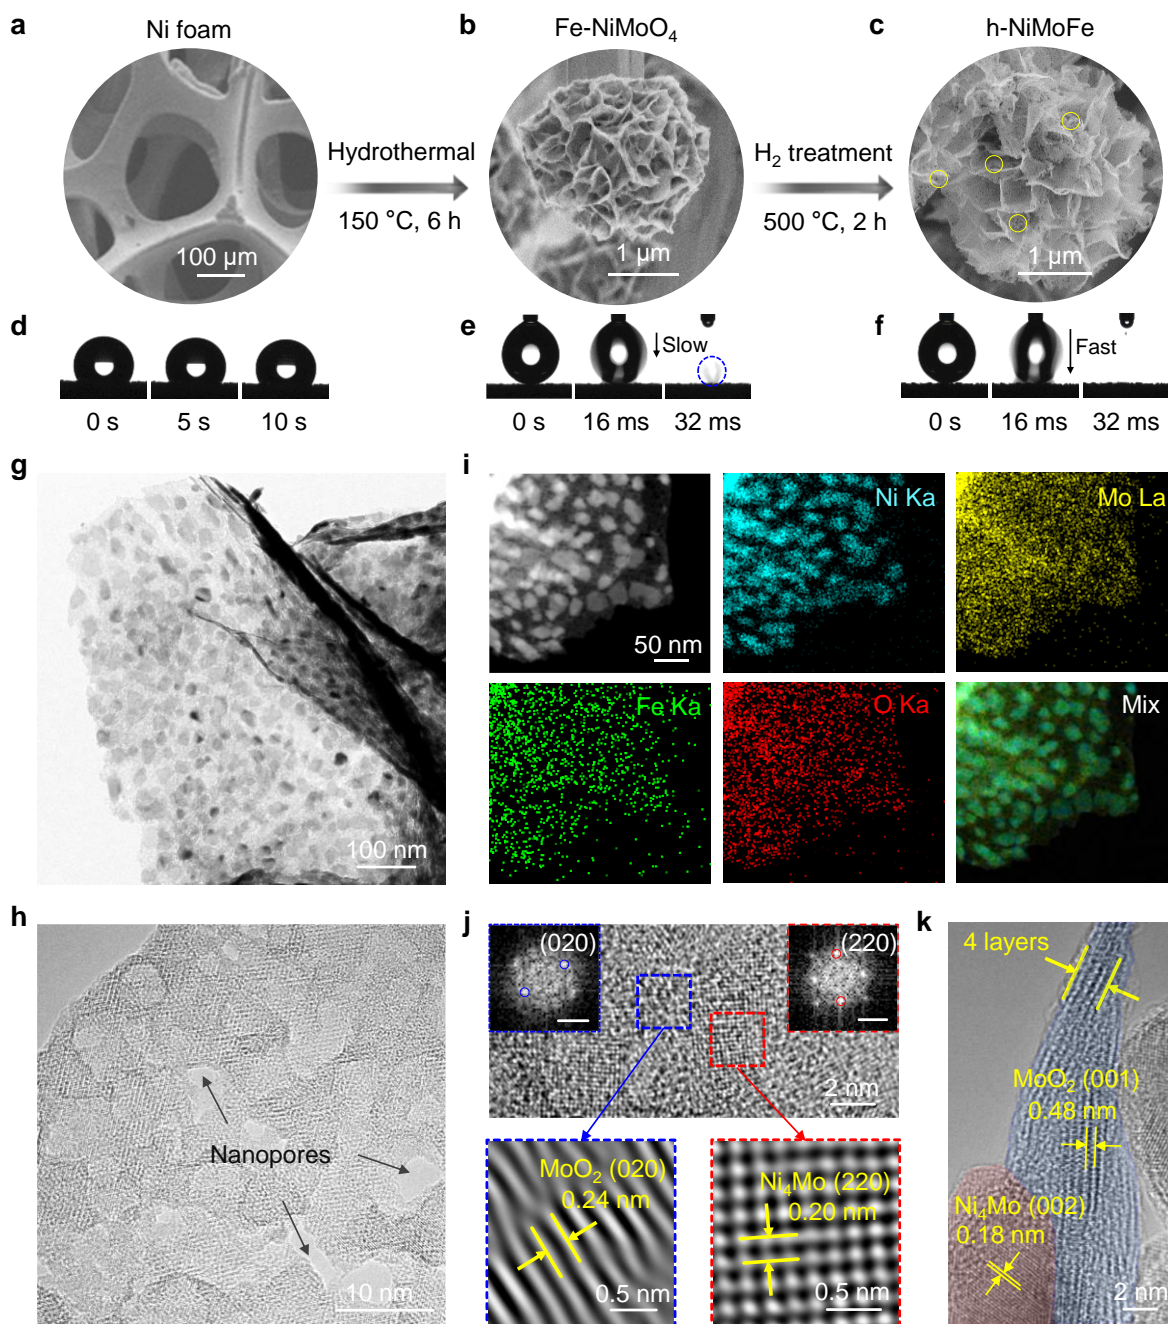 a
Ni foam
100 μm
Hydrothermal
150 °C, 6 h
b
Fe-NiMoO₄
1 μm
H₂ treatment
500 °C, 2 h
c
h-NiMoFe
1 μm
d
0 s
5 s
10 s
e
Slow
0 s
16 ms
32 ms
f
Fast
0 s
16 ms
32 ms
g
100 nm
i
50 nm
Ni Ka
Mo La
Fe Ka
O Ka
Mix
h
Nanopores
10 nm
j
(020)
(220)
2 nm
MoO₂ (020)
0.24 nm
0.5 nm
Ni₄Mo (220)
0.20 nm
0.5 nm
k
4 layers
MoO₂ (001)
0.48 nm
Ni₄Mo (002)
0.18 nm
2 nm